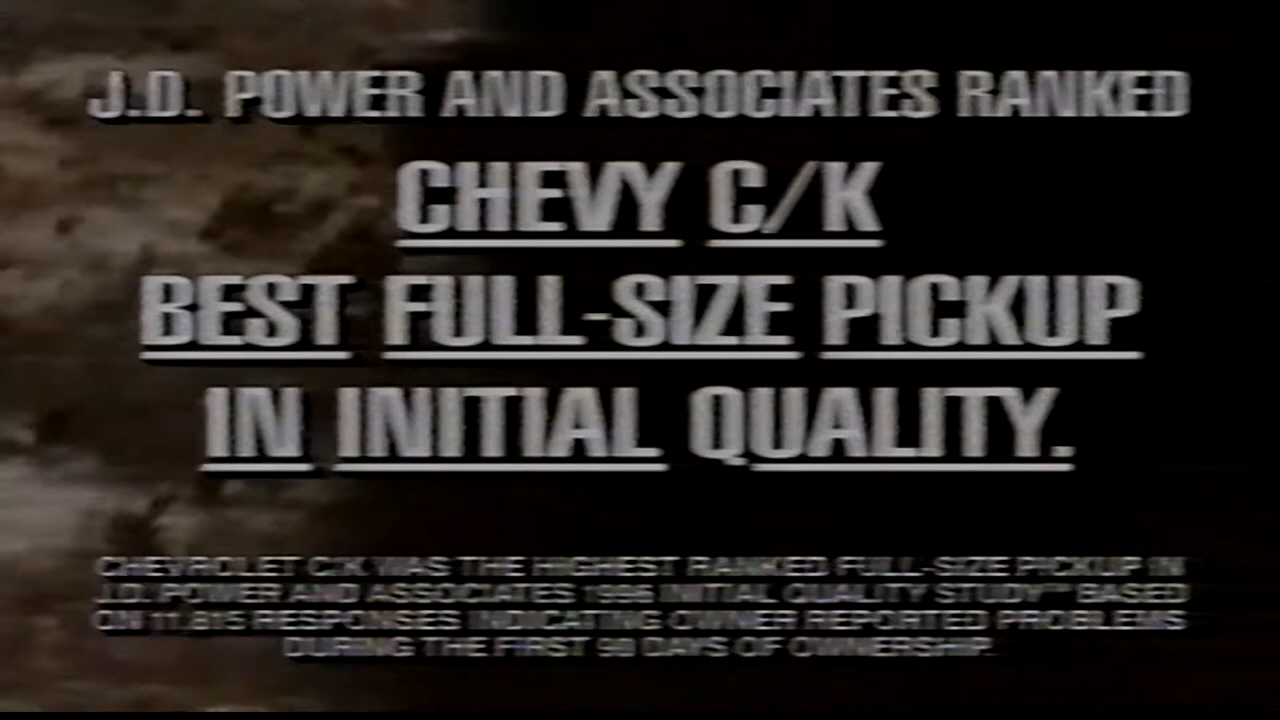 J.D. POWER AND ASSOCIATES RANKED
CHEVY C/K
BEST FULL-SIZE PICKUP
IN INITIAL QUALITY.
CHEVROLET C/K WAS THE HIGHEST RANKED FULL-SIZE PICKUP IN
J.D. POWER AND ASSOCIATES 1996 INITIAL QUALITY STUDY™ BASED
ON RESPONSES INDICATING OWNER REPORTED PROBLEMS
DURING THE FIRST 90 DAYS OF OWNERSHIP.